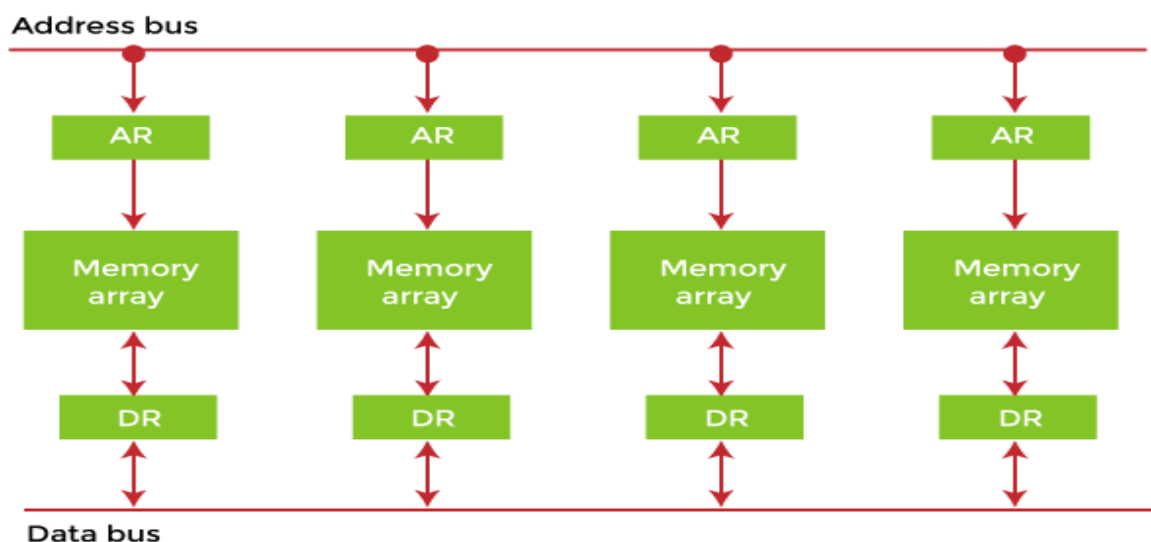 Address bus
AR AR AR AR
Memory Memory Memory Memory
array array array array
DR DR DR DR
Data bus